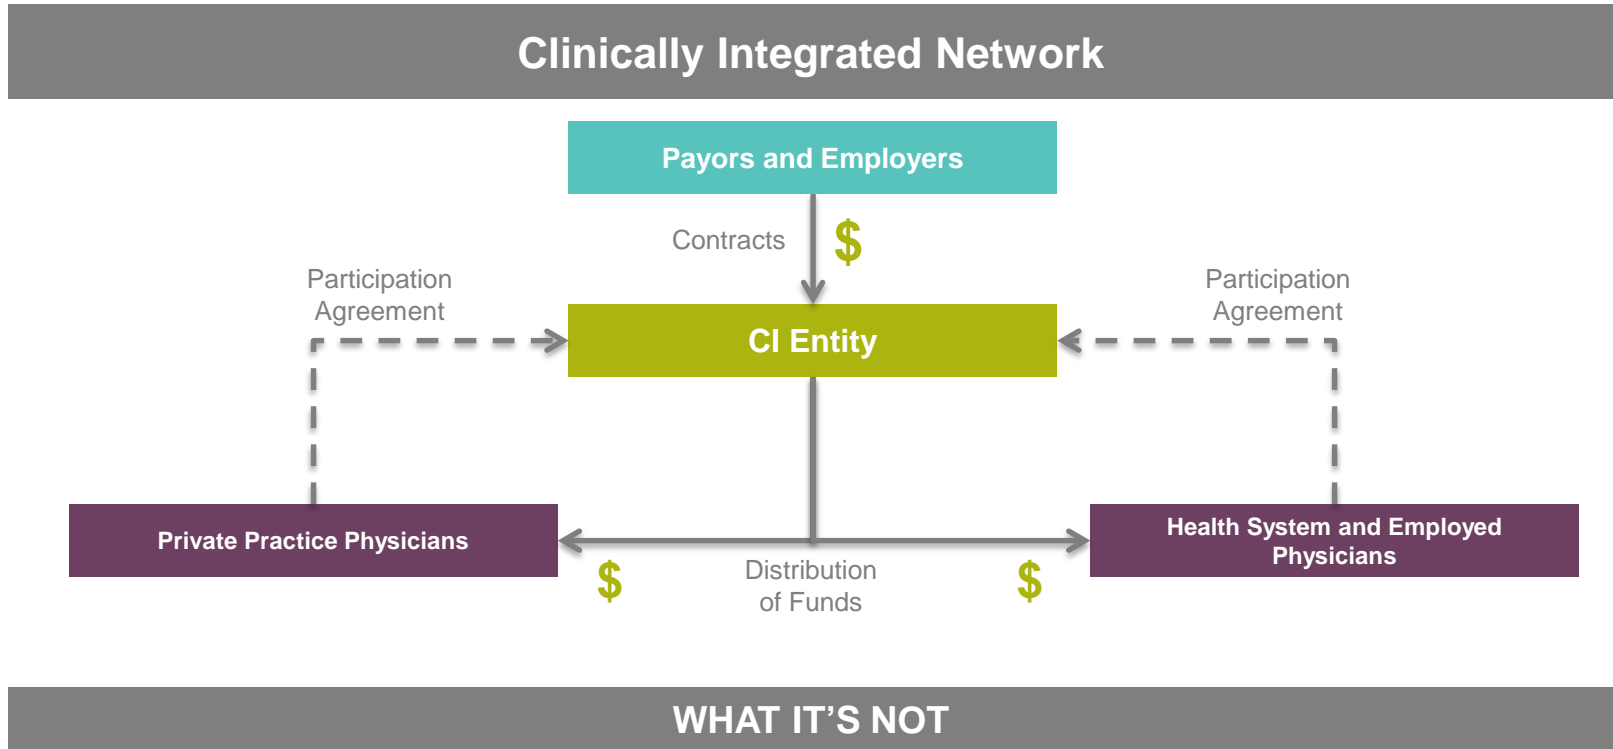 Clinically Integrated Network
Payors and Employers
Contracts
$
Participation
Agreement
Participation
Agreement
CI Entity
Private Practice Physicians
Health System and Employed
Physicians
$
Distribution
of Funds
$
WHAT IT’S NOT